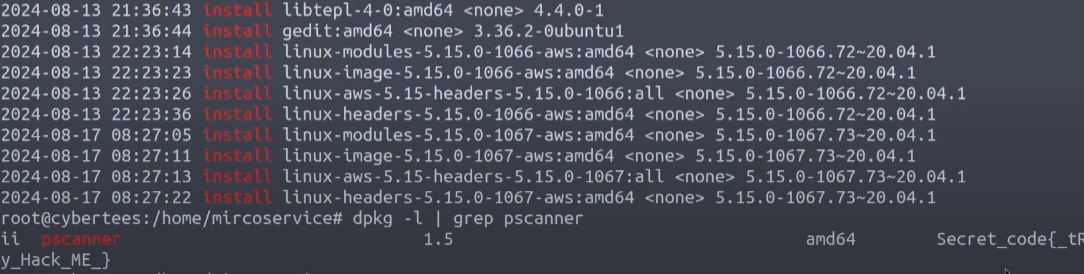 2024-08-13 21:36:43 install libtepl-4-0:amd64 <none> 4.4.0-1
2024-08-13 21:36:44 install gedit:amd64 <none> 3.36.2-0ubuntu1
2024-08-13 22:23:14 install linux-modules-5.15.0-1066-aws:amd64 <none> 5.15.0-1066.72~20.04.1
2024-08-13 22:23:23 install linux-image-5.15.0-1066-aws:amd64 <none> 5.15.0-1066.72~20.04.1
2024-08-13 22:23:26 install linux-aws-5.15-headers-5.15.0-1066:all <none> 5.15.0-1066.72~20.04.1
2024-08-13 22:23:36 install linux-headers-5.15.0-1066-aws:amd64 <none> 5.15.0-1066.72~20.04.1
2024-08-17 08:27:05 install linux-modules-5.15.0-1067-aws:amd64 <none> 5.15.0-1067.73~20.04.1
2024-08-17 08:27:11 install linux-image-5.15.0-1067-aws:amd64 <none> 5.15.0-1067.73~20.04.1
2024-08-17 08:27:13 install linux-aws-5.15-headers-5.15.0-1067:all <none> 5.15.0-1067.73~20.04.1
2024-08-17 08:27:22 install linux-headers-5.15.0-1067-aws:amd64 <none> 5.15.0-1067.73~20.04.1
root@cybertees:/home/mircoservice# dpkg -l | grep pscanner
ii pscanner 1.5 amd64 Secret_code{_tR
y_Hack_ME_}